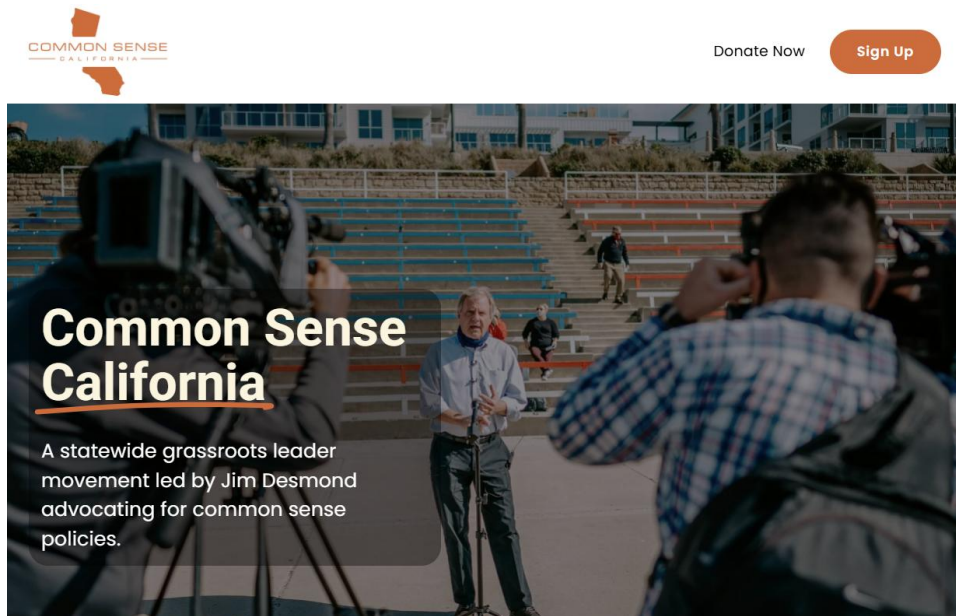 COMMON SENSE
CALIFORNIA
Donate Now
Sign Up
Common Sense
California
A statewide grassroots leader
movement led by Jim Desmond
advocating for common sense
policies.